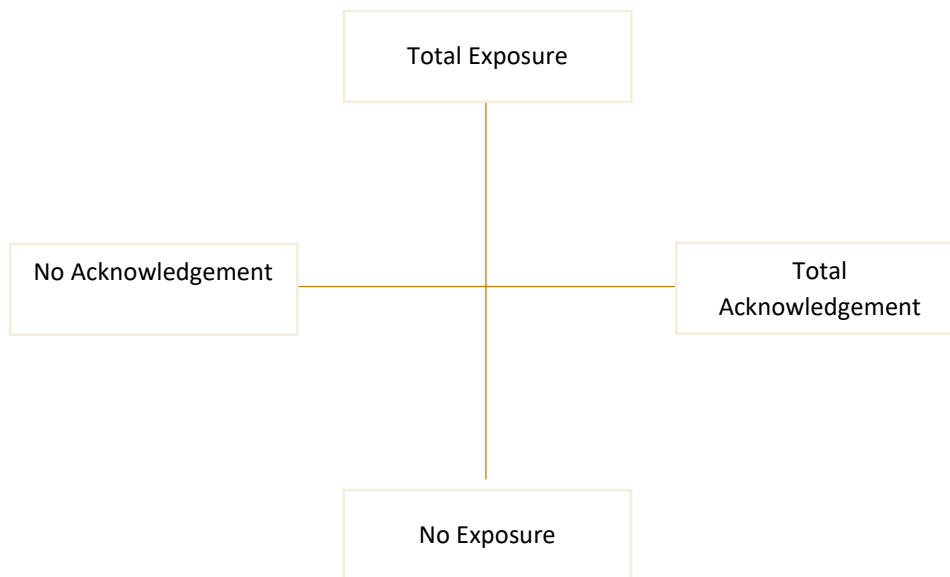 Total Exposure
No Acknowledgement
Total
Acknowledgement
No Exposure